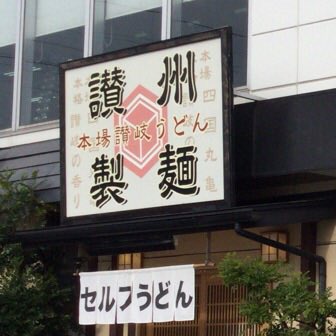 讃州
製麺
本場讃岐うどん
本場四国丸亀
本格讃岐の香り
セルフうどん